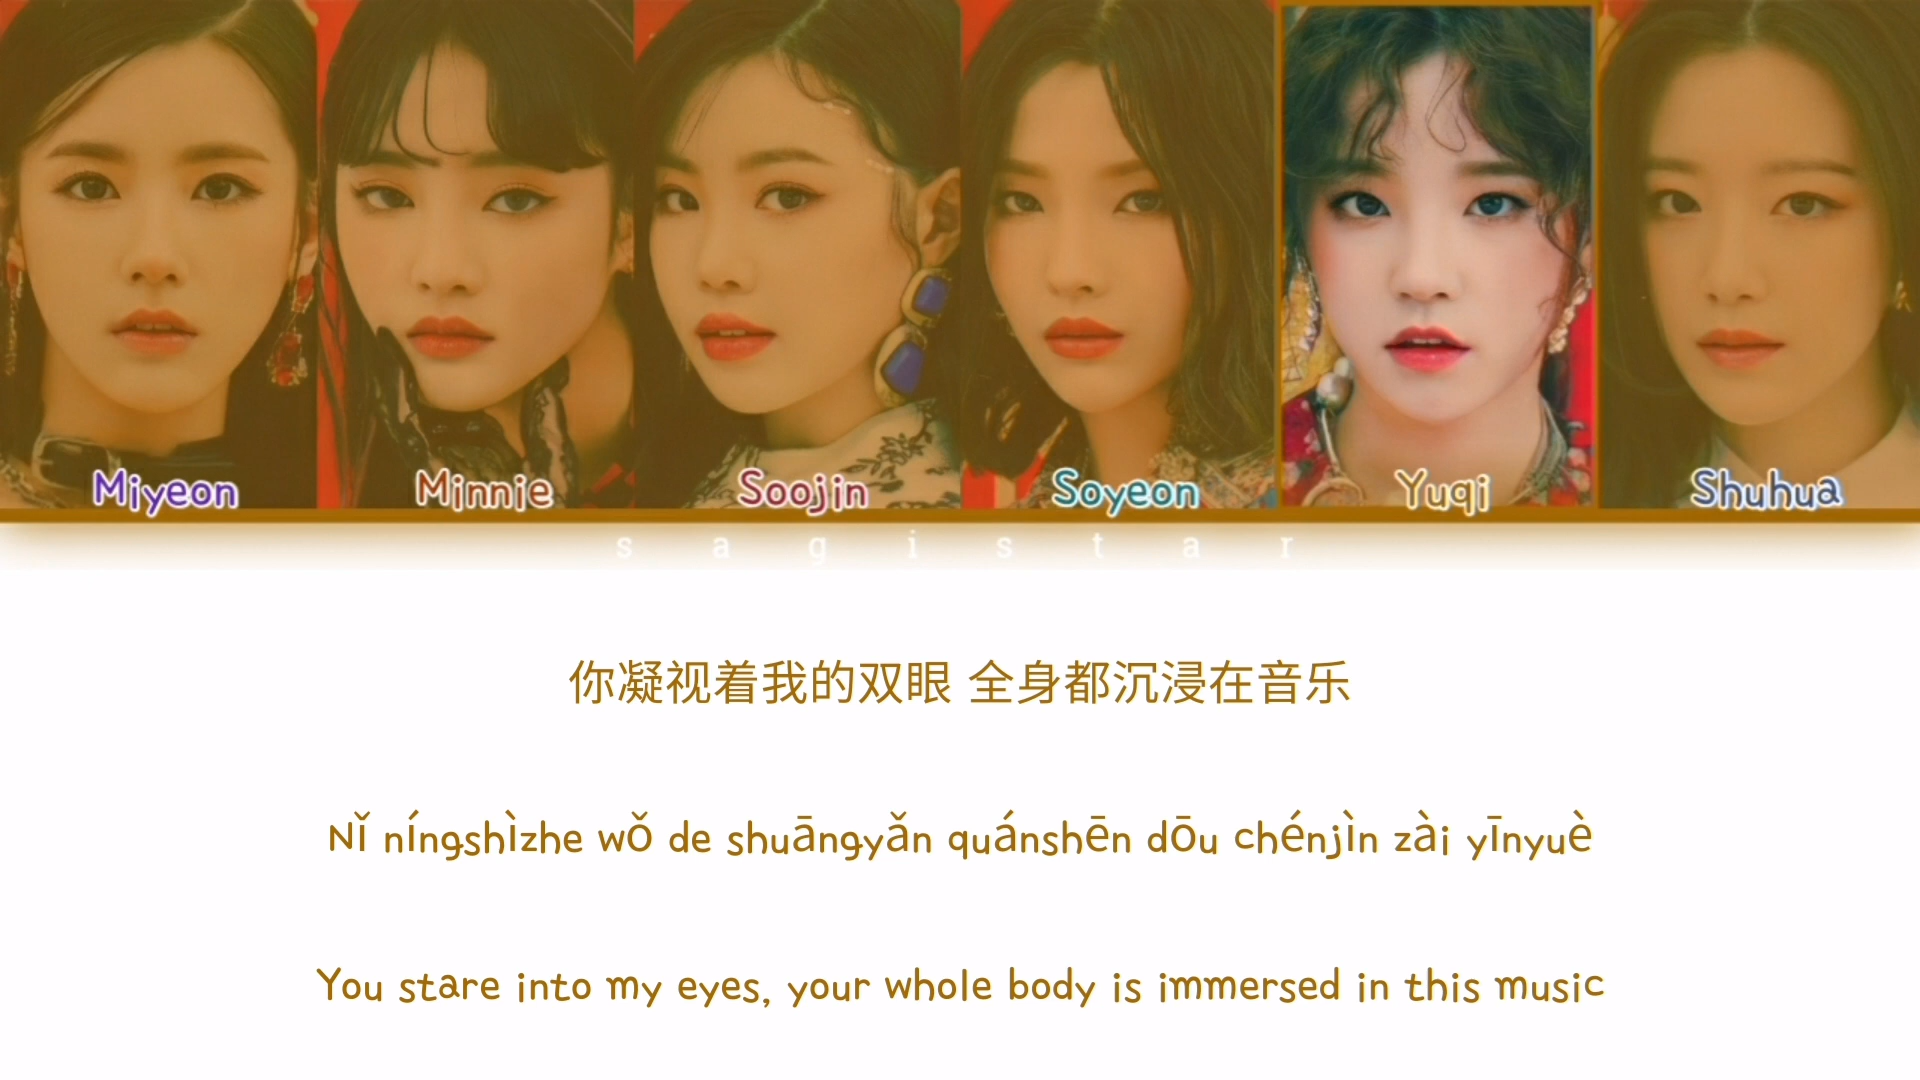 Miyeon Minnie Soojin Soyeon Yuqi Shuhua
s a g i s t a r
你凝视着我的双眼 全身都沉浸在音乐
Nǐ níngshìzhe wǒ de shuāngyǎn quánshēn dōu chénjìn zài yīnyuè
You stare into my eyes, your whole body is immersed in this music